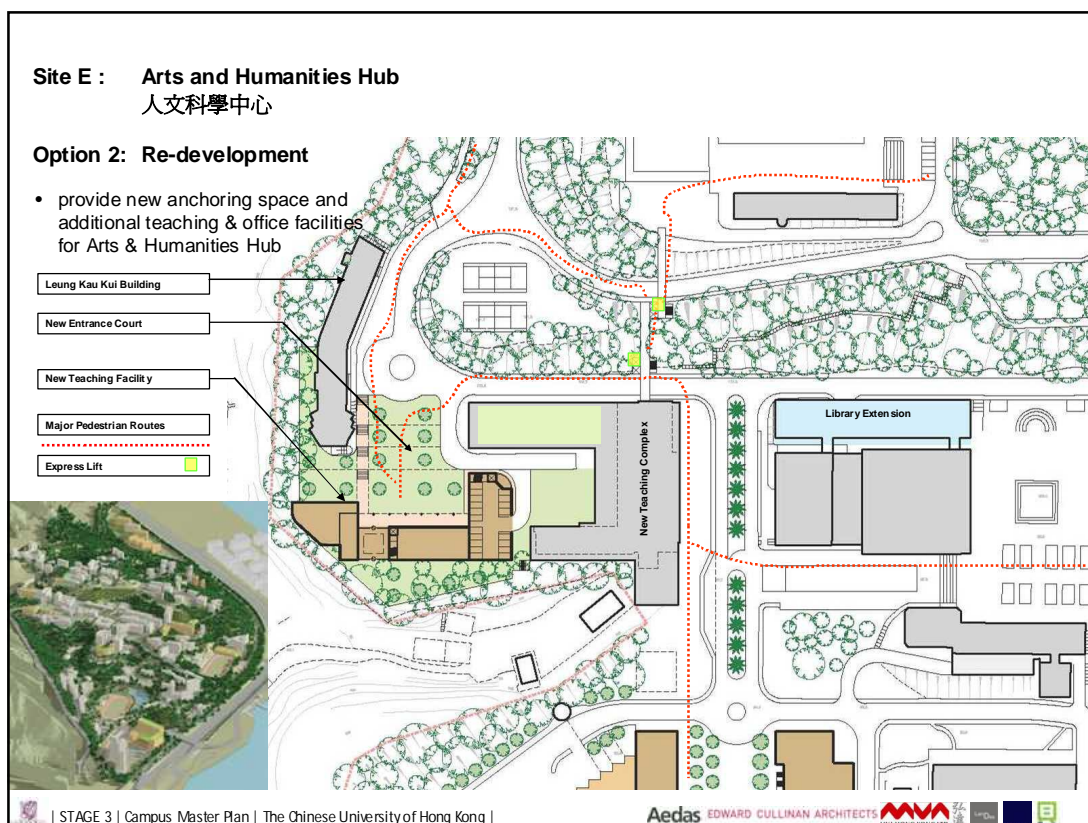 Site E : Arts and Humanities Hub
人文科學中心
Option 2: Re-development
• provide new anchoring space and
additional teaching & office facilities
for Arts & Humanities Hub
Leung Kau Kui Building
New Entrance Court
New Teaching Facility
Major Pedestrian Routes
Express Lift
New Teaching Complex
Library Extension
| STAGE 3 | Campus Master Plan | The Chinese University of Hong Kong |
Aedas EDWARD CULLINAN ARCHITECTS MVA